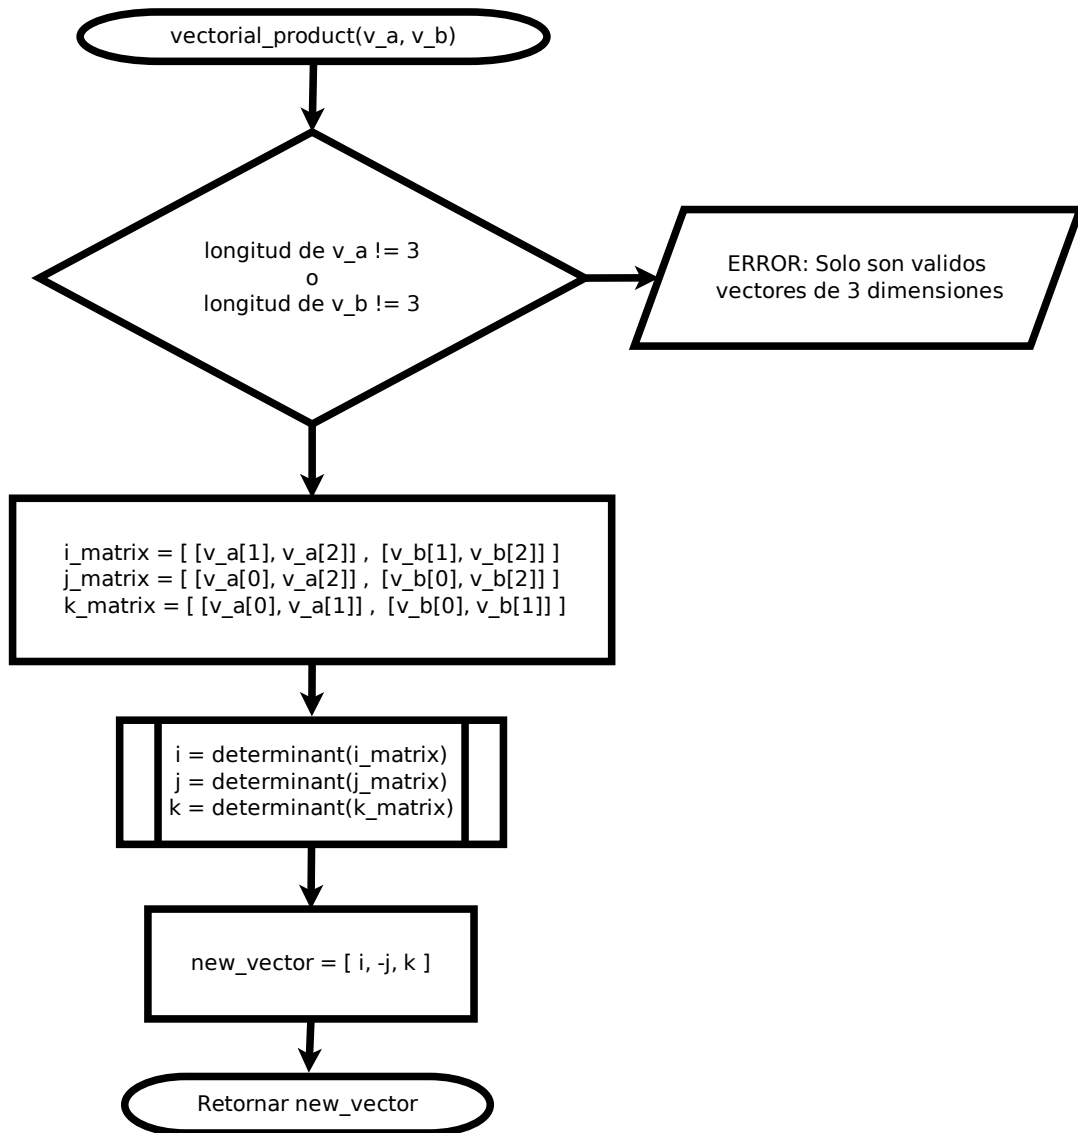 vectorial_product(v_a, v_b)
longitud de v_a != 3
o
longitud de v_b != 3
ERROR: Solo son validos
vectores de 3 dimensiones
i_matrix = [ [v_a[1], v_a[2]] ,  [v_b[1], v_b[2]] ]
j_matrix = [ [v_a[0], v_a[2]] ,  [v_b[0], v_b[2]] ]
k_matrix = [ [v_a[0], v_a[1]] ,  [v_b[0], v_b[1]] ]
i = determinant(i_matrix)
j = determinant(j_matrix)
k = determinant(k_matrix)
new_vector = [ i, -j, k ]
Retornar new_vector